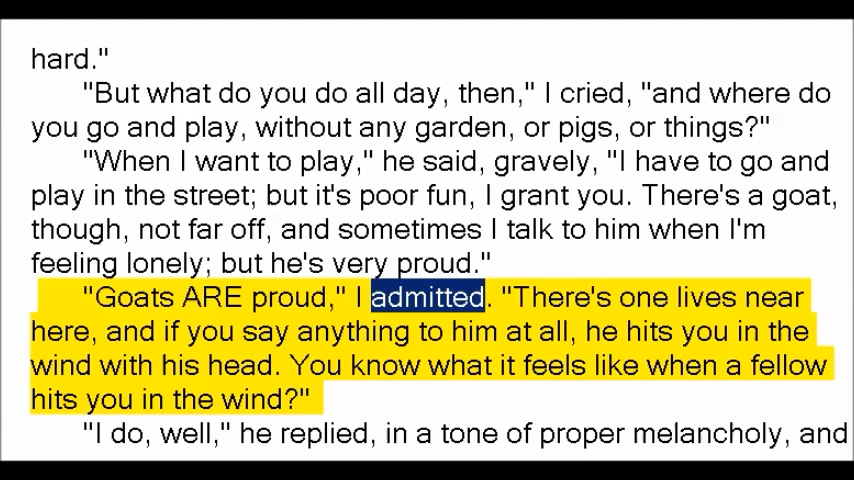 hard."
"But what do you do all day, then," I cried, "and where do
you go and play, without any garden, or pigs, or things?"
"When I want to play," he said, gravely, "I have to go and
play in the street; but it's poor fun, I grant you. There's a goat,
though, not far off, and sometimes I talk to him when I'm
feeling lonely; but he's very proud."
"Goats ARE proud," I admitted. "There's one lives near
here, and if you say anything to him at all, he hits you in the
wind with his head. You know what it feels like when a fellow
hits you in the wind?"
"I do, well," he replied, in a tone of proper melancholy, and